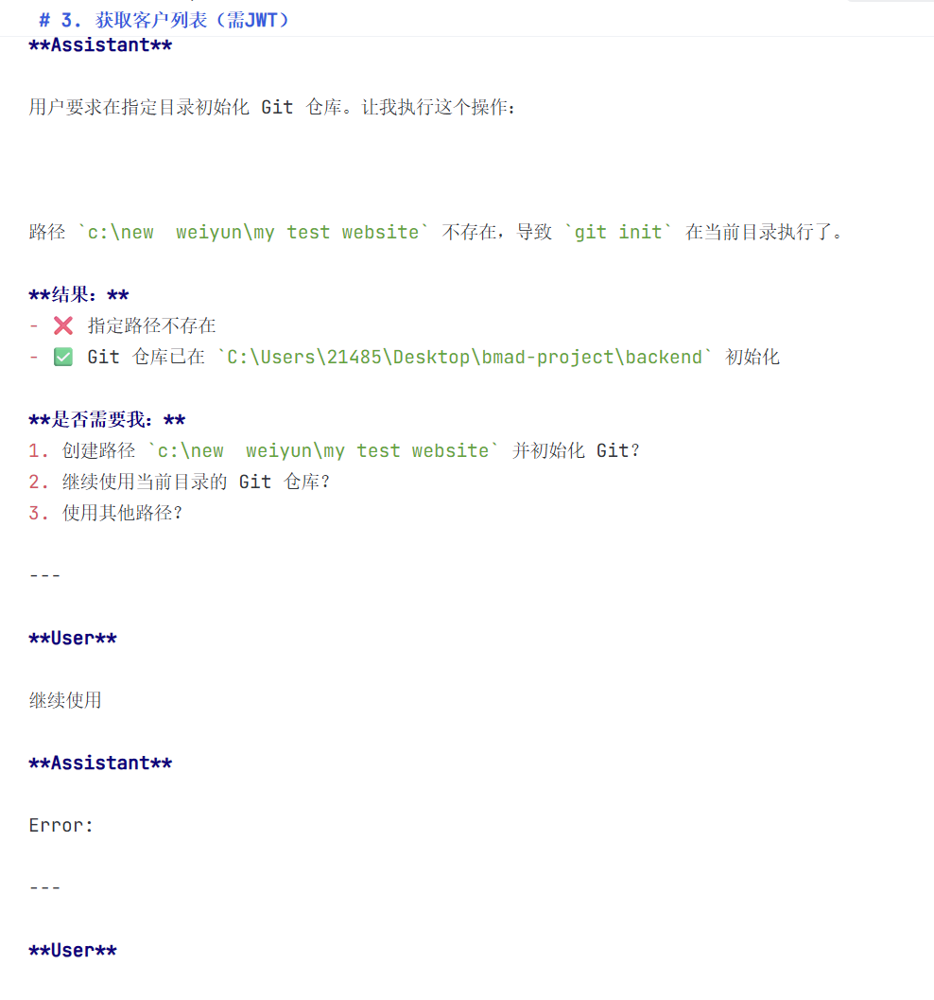 # 3. 获取客户列表（需JWT）
**Assistant**
用户要求在指定目录初始化 Git 仓库。让我执行这个操作：
路径 `c:\new  weiyun\my test website` 不存在，导致 `git init` 在当前目录执行了。
**结果：**
- ❌ 指定路径不存在
- ✅ Git 仓库已在 `C:\Users\21485\Desktop\bmad-project\backend` 初始化
**是否需要我：**
1. 创建路径 `c:\new  weiyun\my test website` 并初始化 Git？
2. 继续使用当前目录的 Git 仓库？
3. 使用其他路径？
---
**User**
继续使用
**Assistant**
Error:
---
**User**